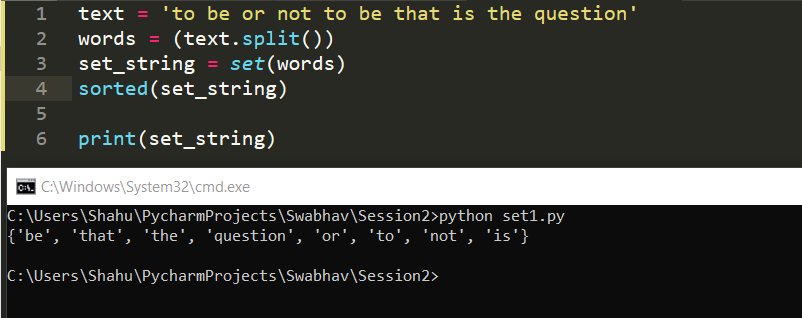 1 text = 'to be or not to be that is the question'
2 words = (text.split())
3 set_string = set(words)
4 sorted(set_string)
5
6 print(set_string)
C:\Windows\System32\cmd.exe
C:\Users\Shahu\PycharmProjects\Swabhav\Session2>python set1.py
{'be', 'that', 'the', 'question', 'or', 'to', 'not', 'is'}
C:\Users\Shahu\PycharmProjects\Swabhav\Session2>